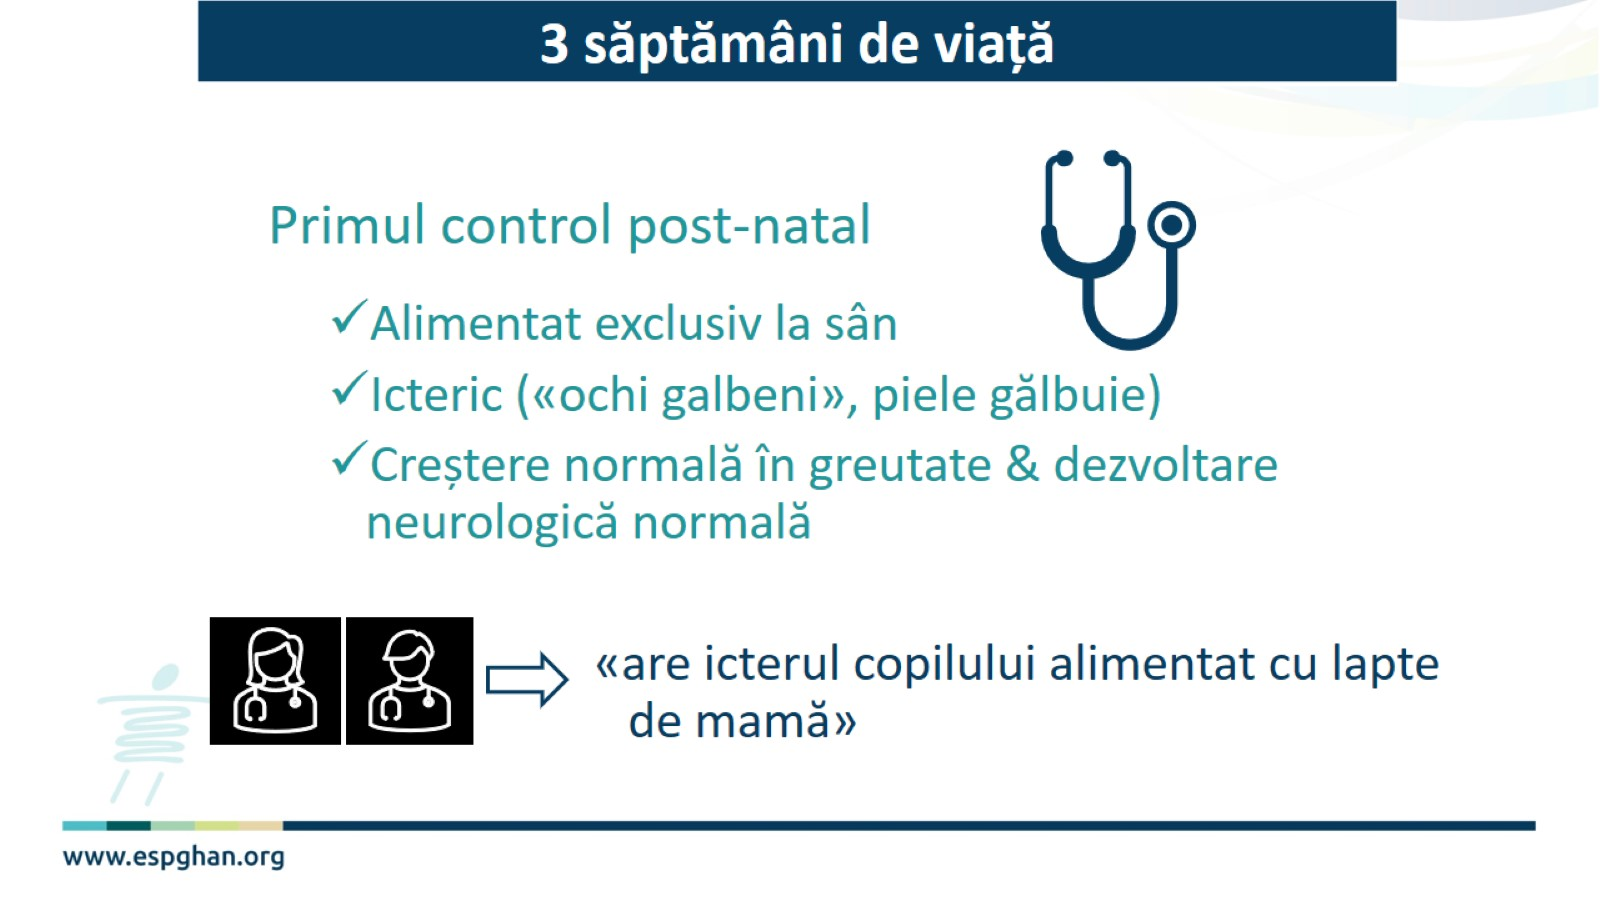 3 săptămâni de viață
Primul control post-natal
✓Alimentat exclusiv la sân
✓Icteric («ochi galbeni», piele gălbuie)
✓Creștere normală în greutate & dezvoltare
neurologică normală
«are icterul copilului alimentat cu lapte
de mamă»
www.espghan.org